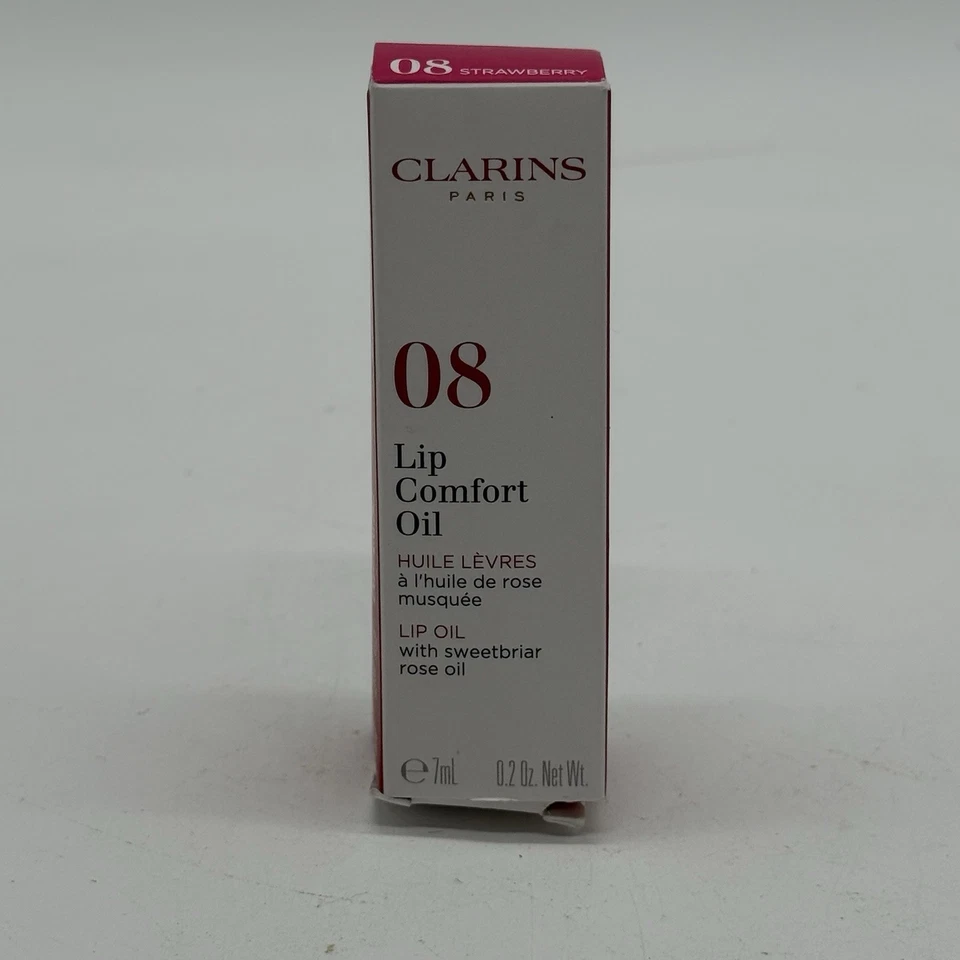 08 STRAWBERRY
CLARINS
PARIS
08
Lip
Comfort
Oil
HUILE LÈVRES
à l'huile de rose
musquée
LIP OIL
with sweetbriar
rose oil
℮7mL 0.2 Oz. Net Wt.